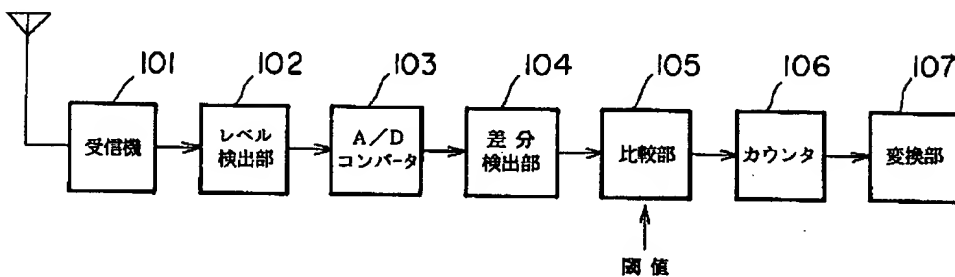 101
102
103
104
105
106
107
受信機
レベル
検出部
A/D
コンバータ
差分
検出部
比較部
カウンタ
変換部
閾値